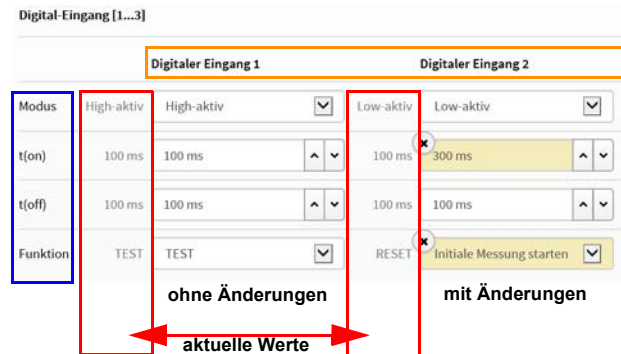 Digital-Eingang [1...3]
Digitaler Eingang 1 Digitaler Eingang 2
Modus High-aktiv High-aktiv Low-aktiv Low-aktiv
t(on) 100 ms 100 ms 100 ms 300 ms
t(off) 100 ms 100 ms 100 ms 100 ms
Funktion TEST TEST RESET Initiale Messung starten
ohne Änderungen mit Änderungen
aktuelle Werte